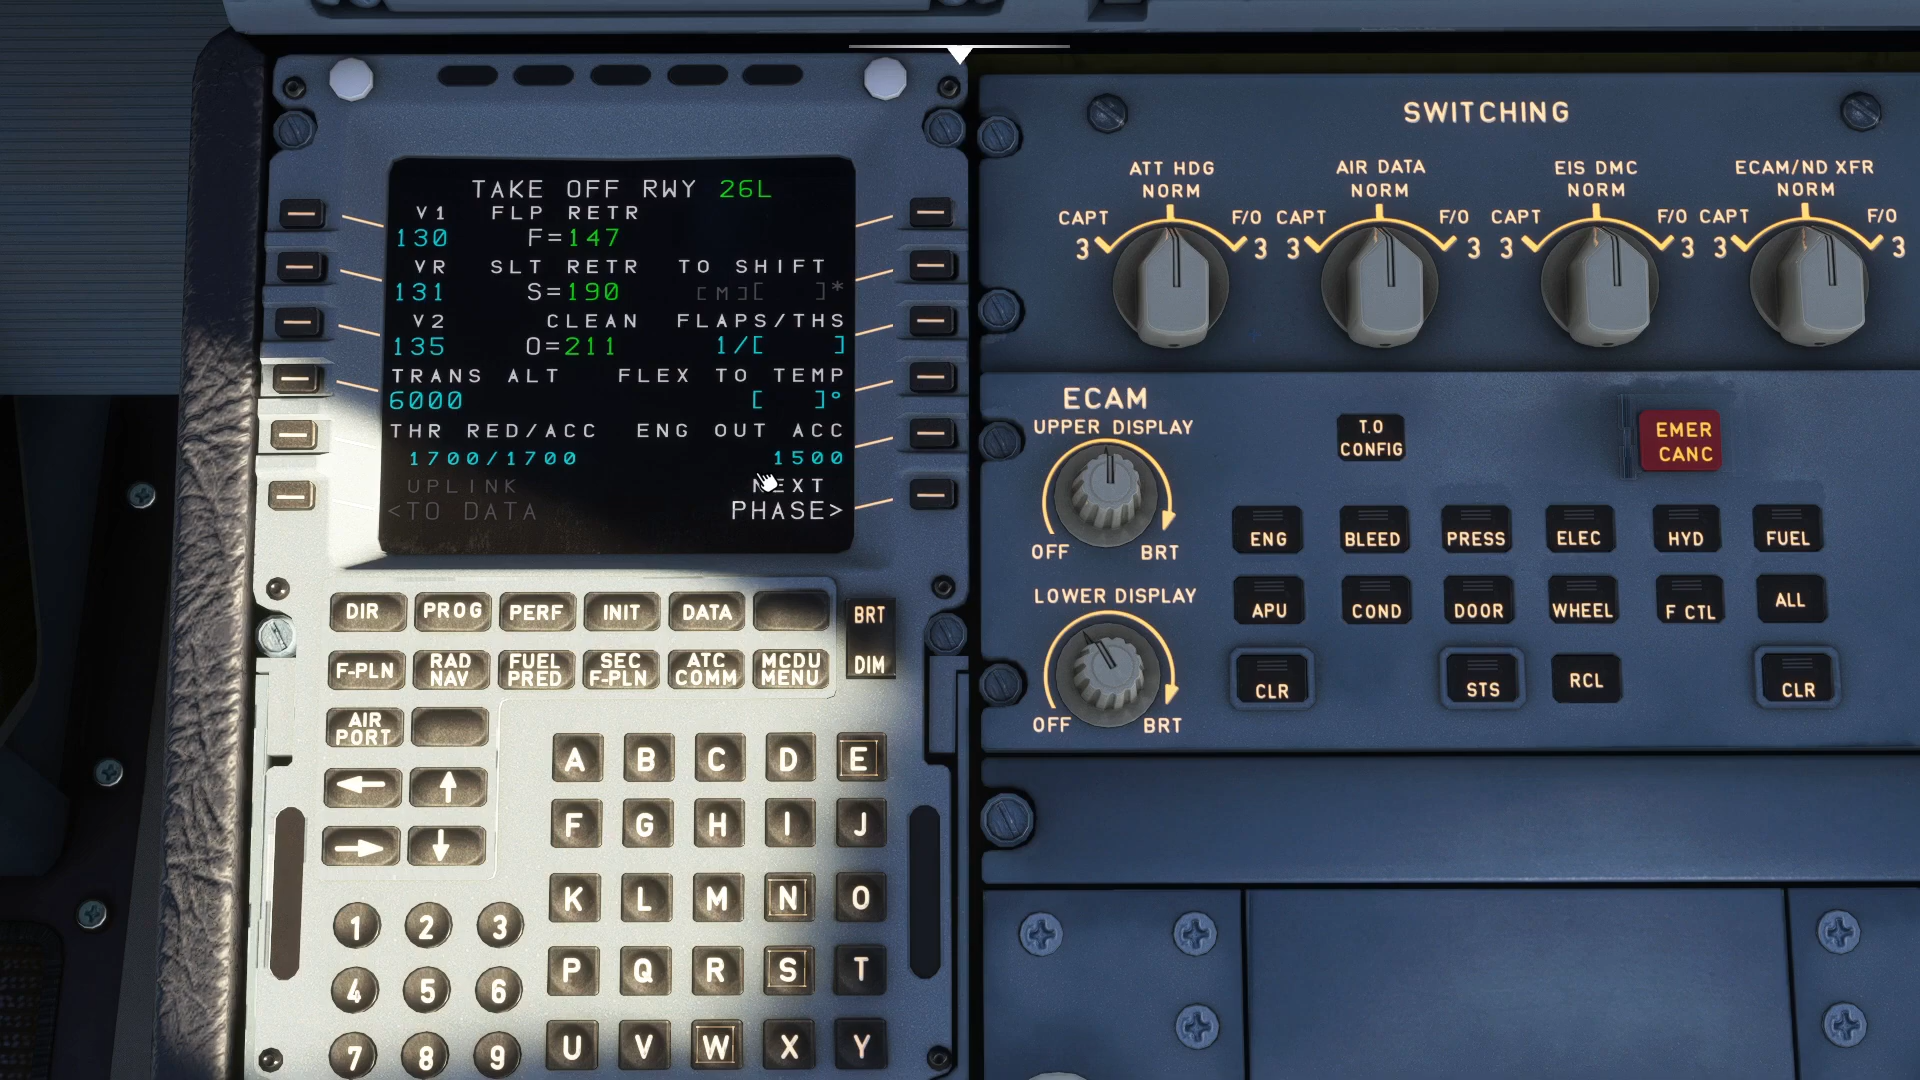 TAKE OFF RWY 26L
V1 FLP RETR
130 F=147
VR SLT RETR TO SHIFT
131 S=190 [M][ ]*
V2 CLEAN FLAPS/THS
135 O=211 1/[ ]
TRANS ALT FLEX TO TEMP
6000 [ ]°
THR RED/ACC ENG OUT ACC
1700/1700 1500
UPLINK NEXT
<TO DATA PHASE>
DIR PROG PERF INIT DATA
BRT
DIM
F-PLN RAD NAV FUEL PRED SEC F-PLN ATC COMM MCDU MENU
AIR PORT
← ↑
→ ↓
A B C D E
F G H I J
K L M N O
P Q R S T
U V W X Y
1 2 3
4 5 6
7 8 9
SWITCHING
ATT HDG AIR DATA EIS DMC ECAM/ND XFR
NORM NORM NORM NORM
CAPT F/O CAPT F/O CAPT F/O CAPT F/O
3 3 3 3 3 3 3 3
ECAM
UPPER DISPLAY
OFF BRT
LOWER DISPLAY
OFF BRT
T.O
CONFIG
EMER
CANC
ENG BLEED PRESS ELEC HYD FUEL
APU COND DOOR WHEEL F CTL ALL
CLR STS RCL CLR